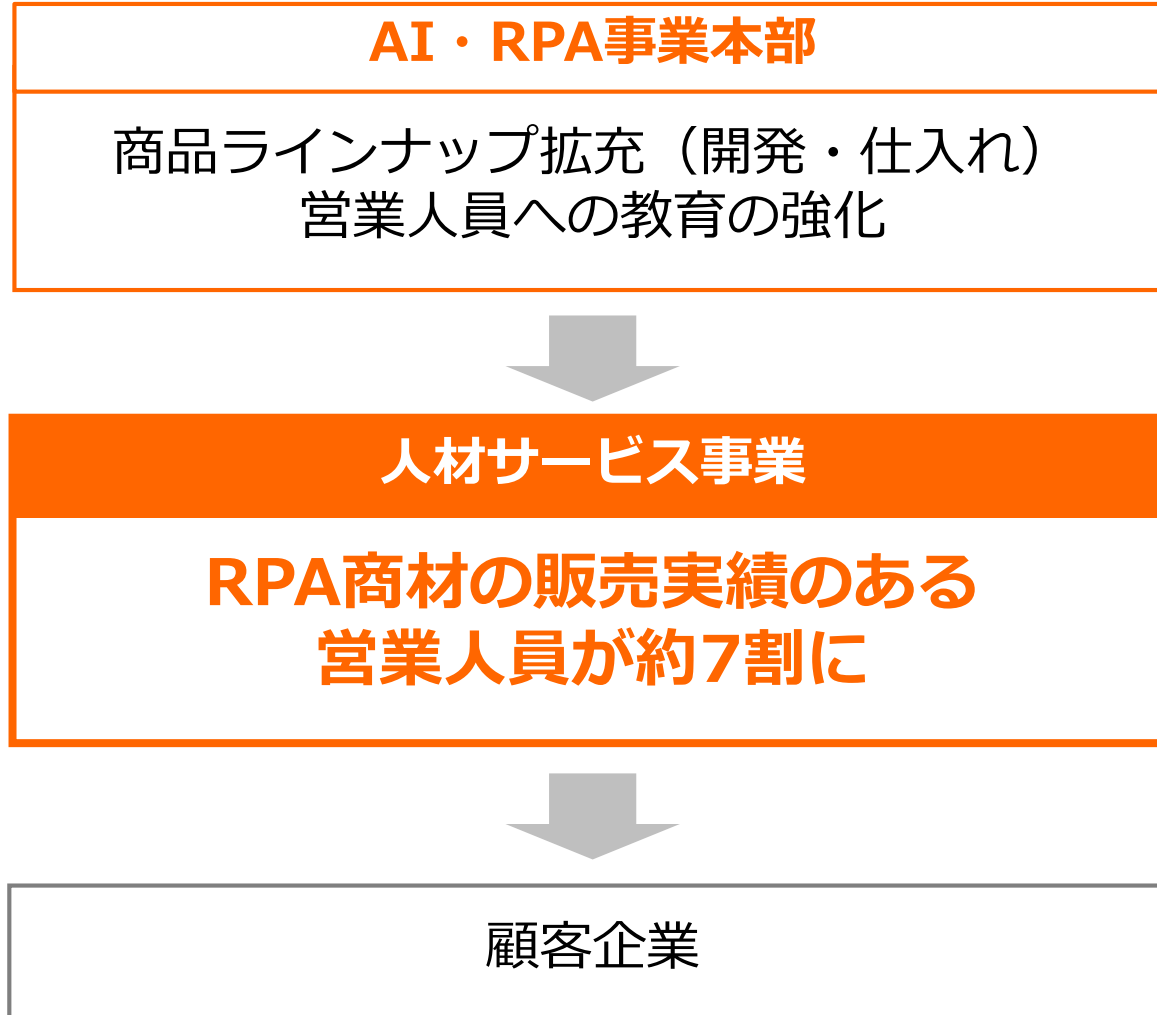 AI・RPA事業本部
商品ラインナップ拡充（開発・仕入れ）
営業人員への教育の強化
人材サービス事業
RPA商材の販売実績のある
営業人員が約7割に
顧客企業